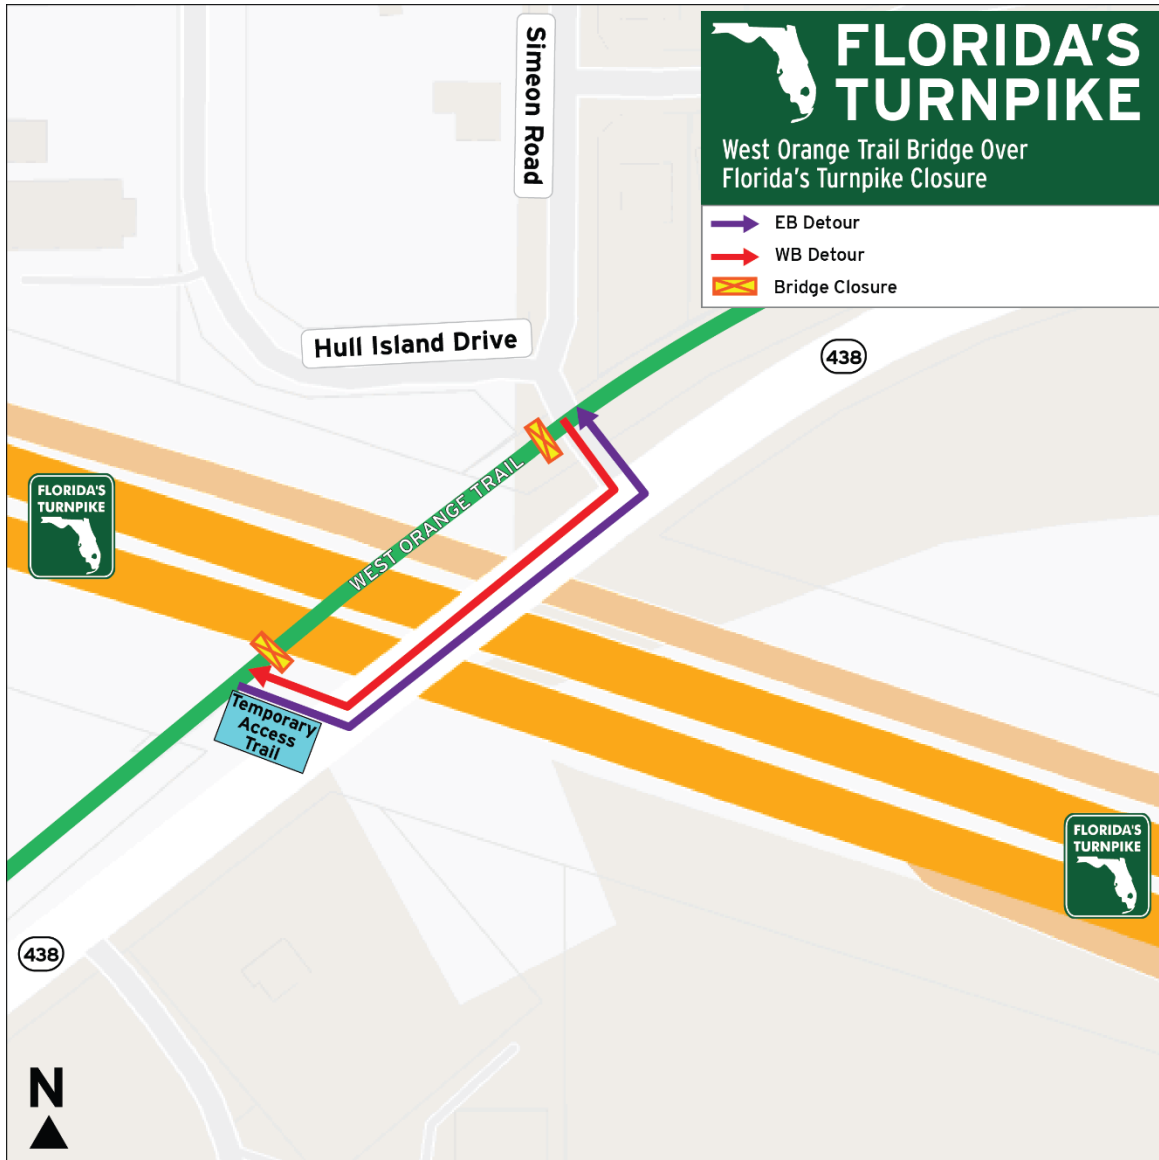 FLORIDA'S
TURNPIKE
West Orange Trail Bridge Over
Florida's Turnpike Closure
EB Detour
WB Detour
Bridge Closure
Simeon Road
Hull Island Drive
438
WEST ORANGE TRAIL
FLORIDA'S
TURNPIKE
Temporary
Access
Trail
FLORIDA'S
TURNPIKE
438
N